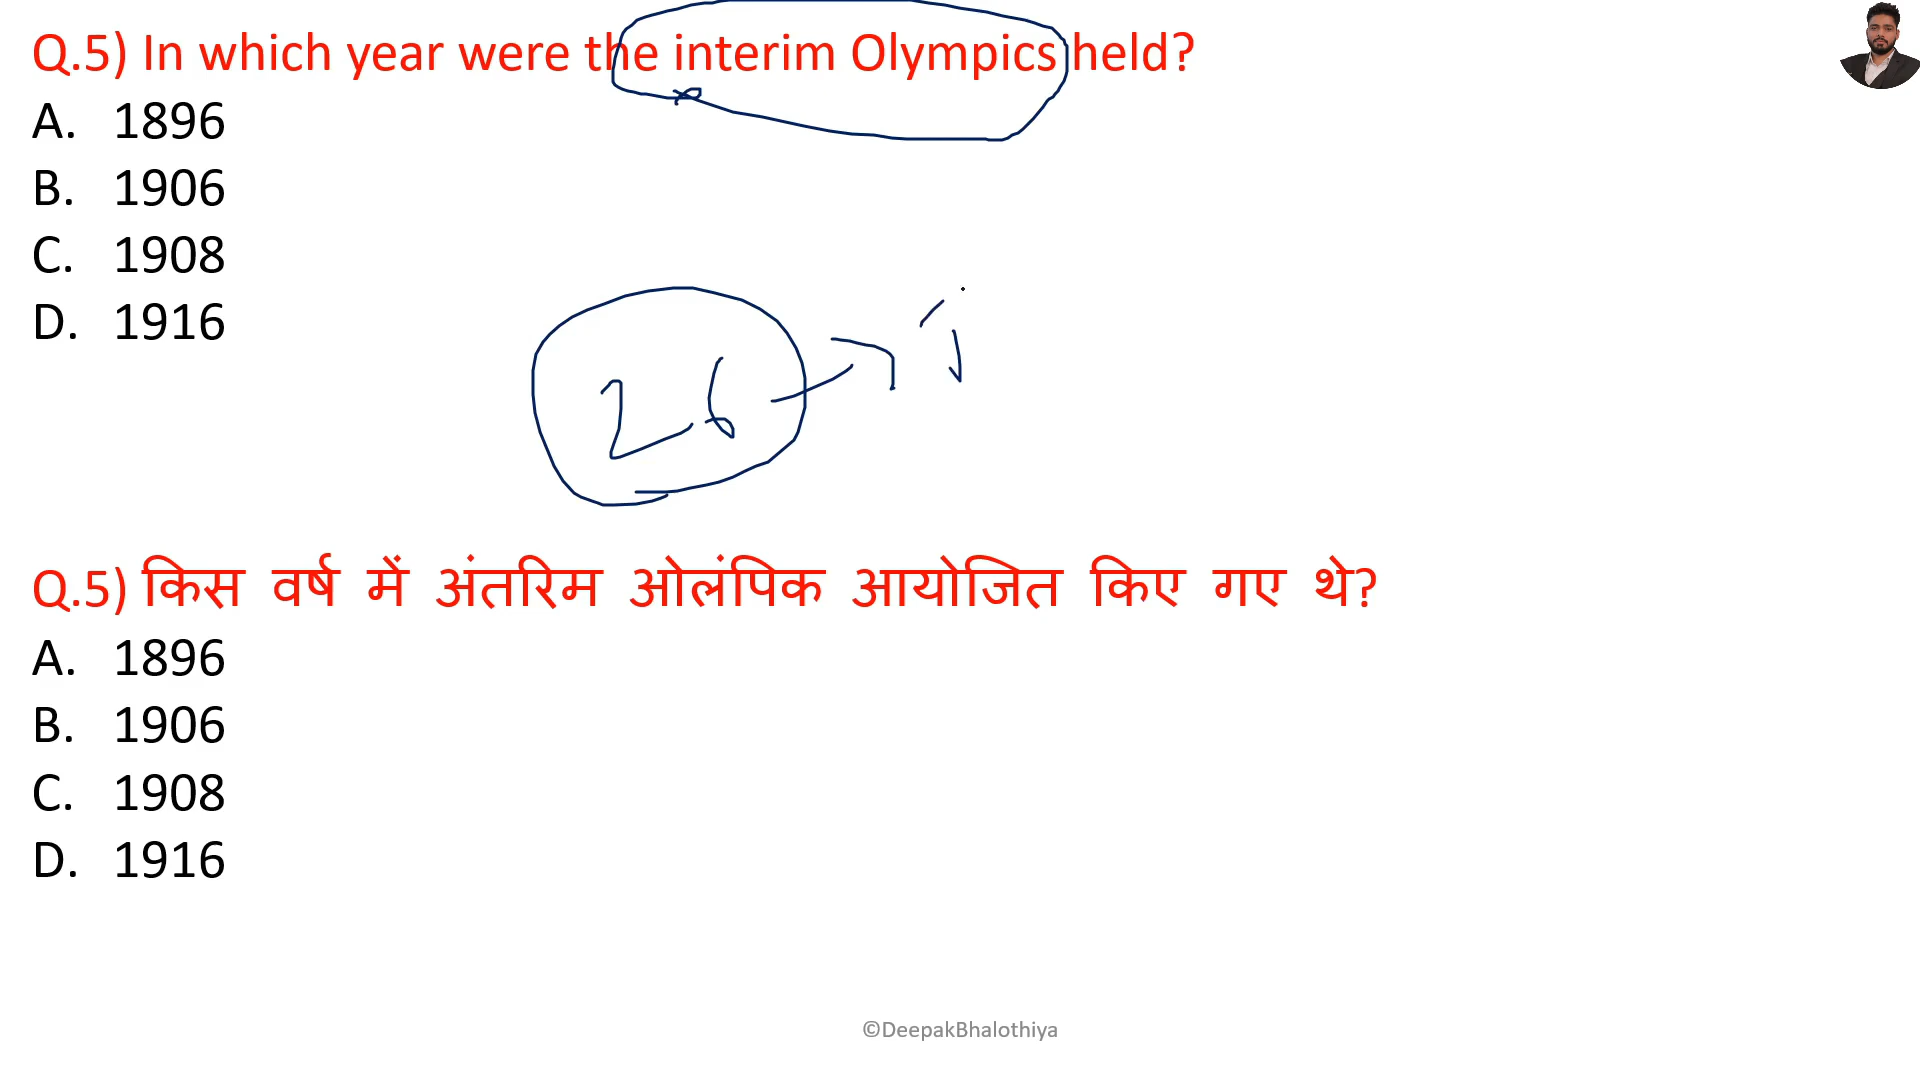 Q.5) In which year were the interim Olympics held?
A. 1896
B. 1906
C. 1908
D. 1916
26
Q.5) किस वर्ष में अंतरिम ओलंपिक आयोजित किए गए थे?
A. 1896
B. 1906
C. 1908
D. 1916
©DeepakBhalothiya